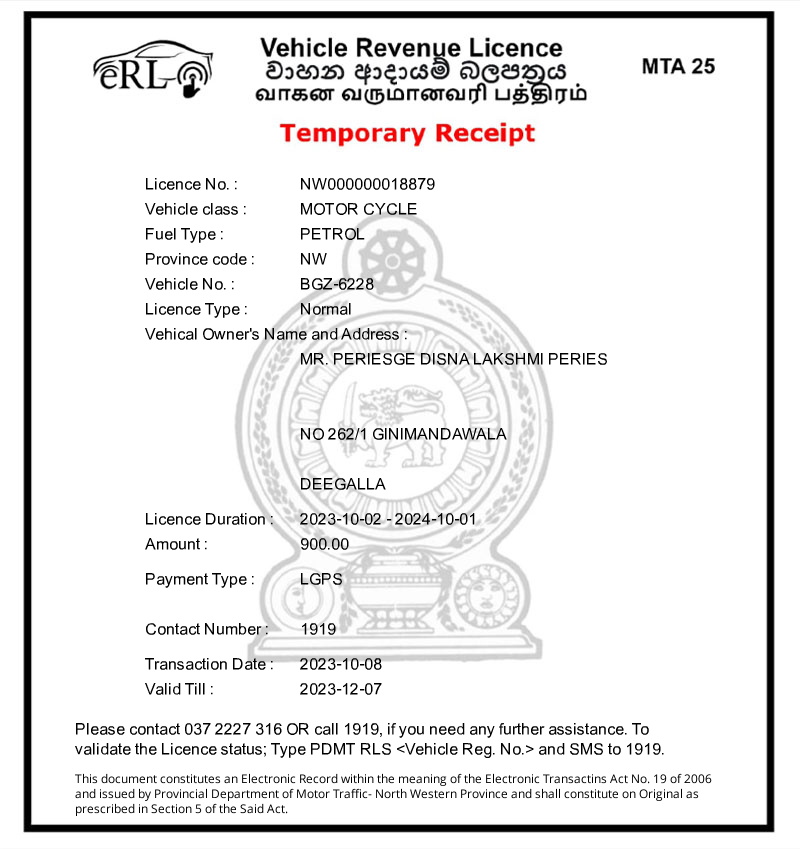 eRL
Vehicle Revenue Licence
වාහන ආදායම් බලපත්‍රය
வாகன வருமானவரி பத்திரம்
MTA 25
Temporary Receipt
Licence No. : NW000000018879
Vehicle class : MOTOR CYCLE
Fuel Type : PETROL
Province code : NW
Vehicle No. : BGZ-6228
Licence Type : Normal
Vehical Owner's Name and Address :
MR. PERIESGE DISNA LAKSHMI PERIES
NO 262/1 GINIMANDAWALA
DEEGALLA
Licence Duration : 2023-10-02 - 2024-10-01
Amount : 900.00
Payment Type : LGPS
Contact Number : 1919
Transaction Date : 2023-10-08
Valid Till : 2023-12-07
Please contact 037 2227 316 OR call 1919, if you need any further assistance. To
validate the Licence status; Type PDMT RLS <Vehicle Reg. No.> and SMS to 1919.
This document constitutes an Electronic Record within the meaning of the Electronic Transactins Act No. 19 of 2006
and issued by Provincial Department of Motor Traffic- North Western Province and shall constitute on Original as
prescribed in Section 5 of the Said Act.